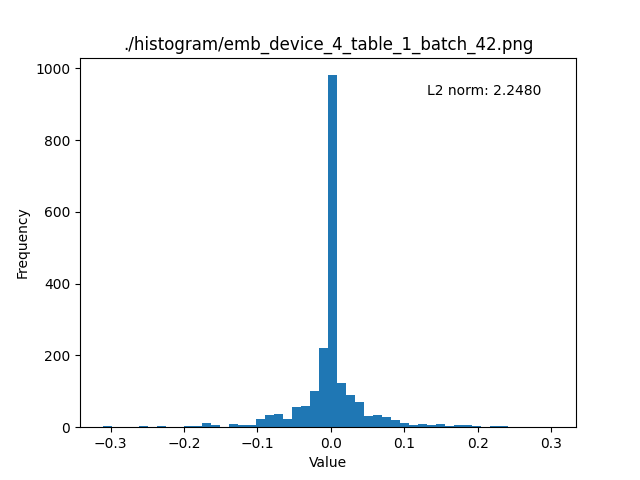 ./histogram/emb_device_4_table_1_batch_42.png
L2 norm: 2.2480
1000
800
600
400
200
0
Frequency
−0.3 −0.2 −0.1 0.0 0.1 0.2 0.3
Value